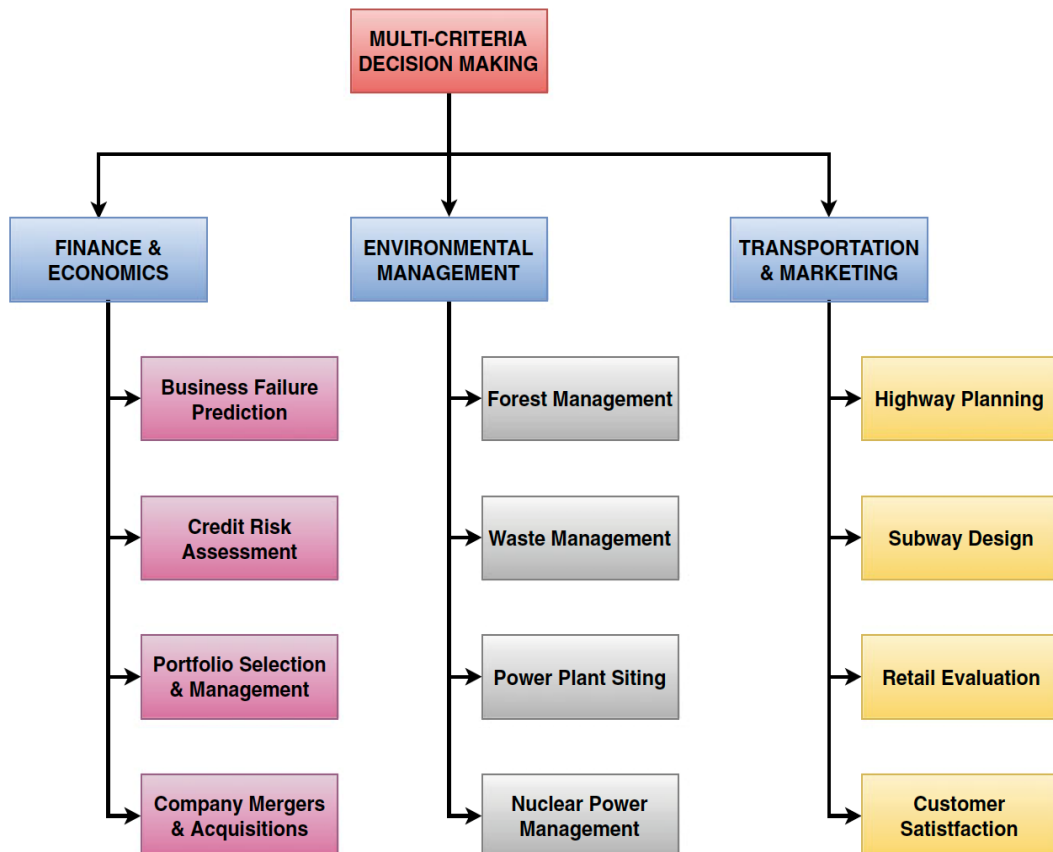 MULTI-CRITERIA
DECISION MAKING
FINANCE &
ECONOMICS
ENVIRONMENTAL
MANAGEMENT
TRANSPORTATION
& MARKETING
Business Failure
Prediction
Forest Management
Highway Planning
Credit Risk
Assessment
Waste Management
Subway Design
Portfolio Selection
& Management
Power Plant Siting
Retail Evaluation
Company Mergers
& Acquisitions
Nuclear Power
Management
Customer
Satistfaction